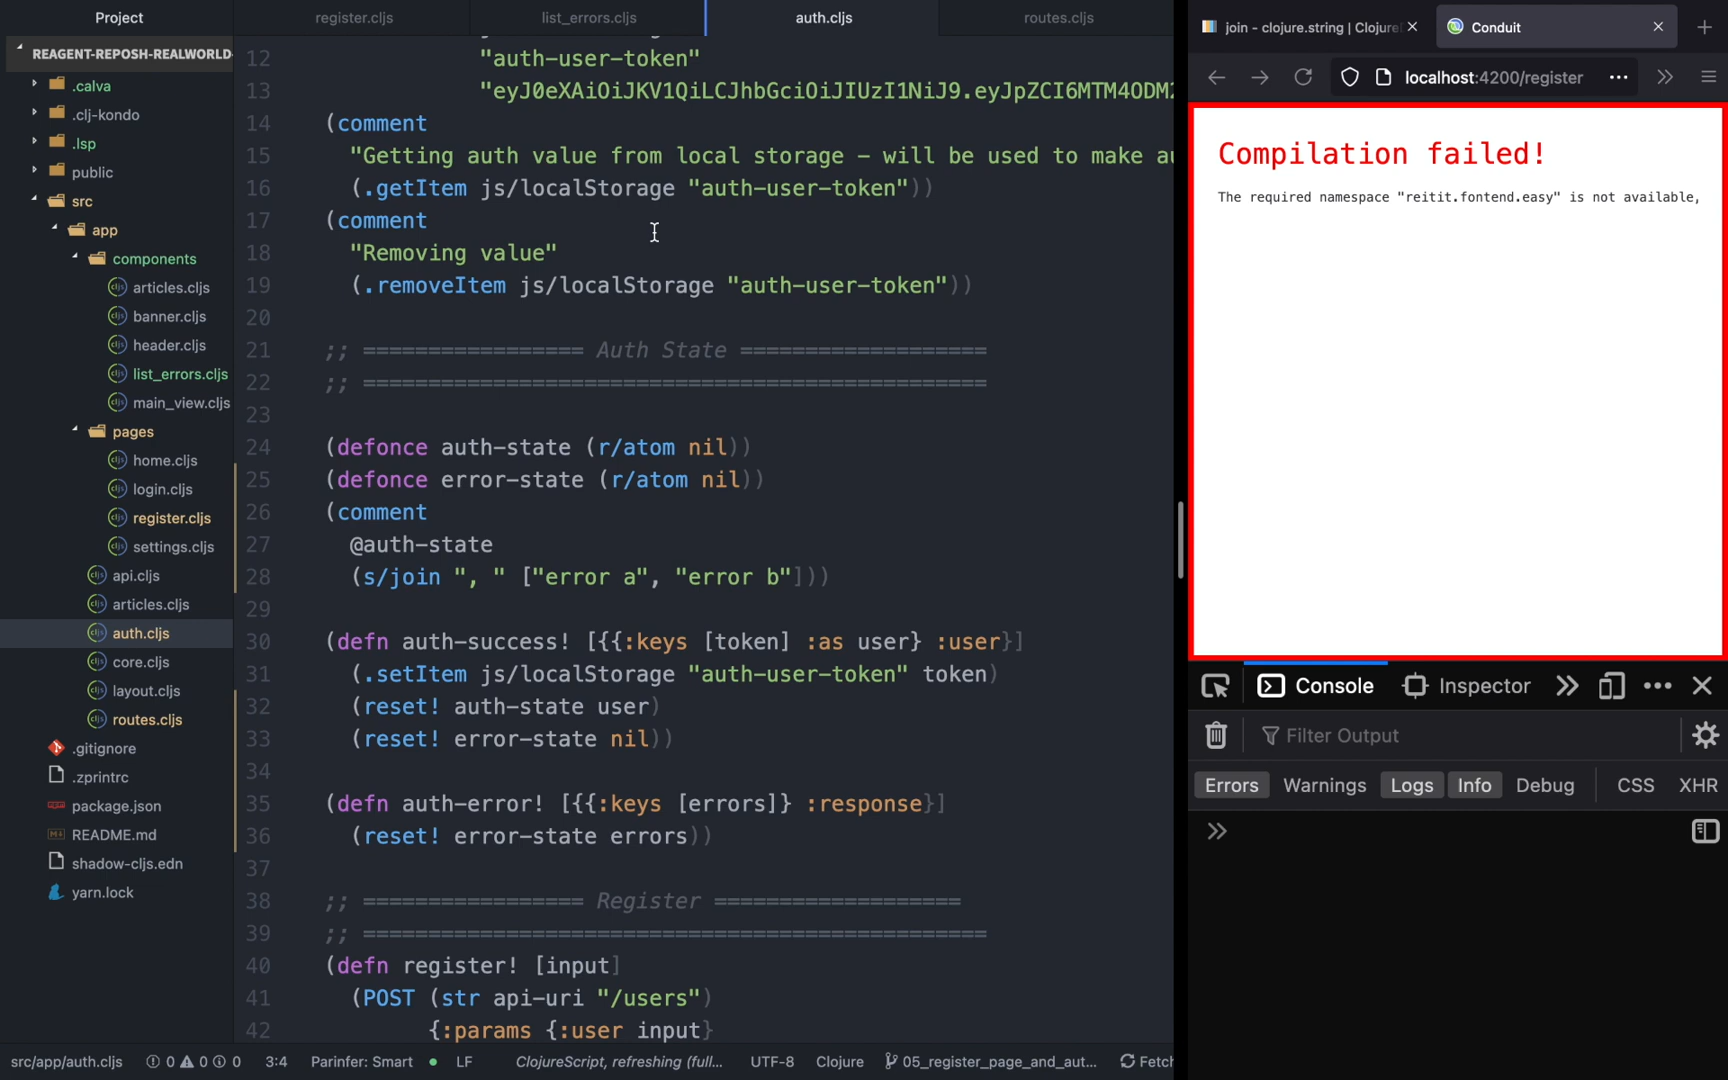 Project
register.cljs
list_errors.cljs
auth.cljs
routes.cljs
REAGENT-REPOSH-REALWORLD-
.calva
.clj-kondo
.lsp
public
src
app
components
articles.cljs
banner.cljs
header.cljs
list_errors.cljs
main_view.cljs
pages
home.cljs
login.cljs
register.cljs
settings.cljs
api.cljs
articles.cljs
auth.cljs
core.cljs
layout.cljs
routes.cljs
.gitignore
.zprintrc
package.json
README.md
shadow-cljs.edn
yarn.lock
12 "auth-user-token"
13 "eyJ0eXAiOiJKV1QiLCJhbGciOiJIUzI1NiJ9.eyJpZCI6MTM4ODM2
14 (comment
15 "Getting auth value from local storage – will be used to make au
16 (.getItem js/localStorage "auth-user-token"))
17 (comment
18 "Removing value"
19 (.removeItem js/localStorage "auth-user-token"))
20
21 ;; ================= Auth State ===================
22 ;; ================================================
23
24 (defonce auth-state (r/atom nil))
25 (defonce error-state (r/atom nil))
26 (comment
27 @auth-state
28 (s/join ", " ["error a", "error b"]))
29
30 (defn auth-success! [{{:keys [token] :as user} :user}]
31 (.setItem js/localStorage "auth-user-token" token)
32 (reset! auth-state user)
33 (reset! error-state nil))
34
35 (defn auth-error! [{{:keys [errors]} :response}]
36 (reset! error-state errors))
37
38 ;; ================= Register ===================
39 ;; ================================================
40 (defn register! [input]
41 (POST (str api-uri "/users")
42 {:params {:user input}
src/app/auth.cljs 0 0 0 3:4 Parinfer: Smart LF ClojureScript, refreshing (full... UTF-8 Clojure 05_register_page_and_aut... Fetch
join - clojure.string | Clojure
Conduit
localhost:4200/register
Compilation failed!
The required namespace "reitit.fontend.easy" is not available,
Console
Inspector
Filter Output
Errors Warnings Logs Info Debug CSS XHR